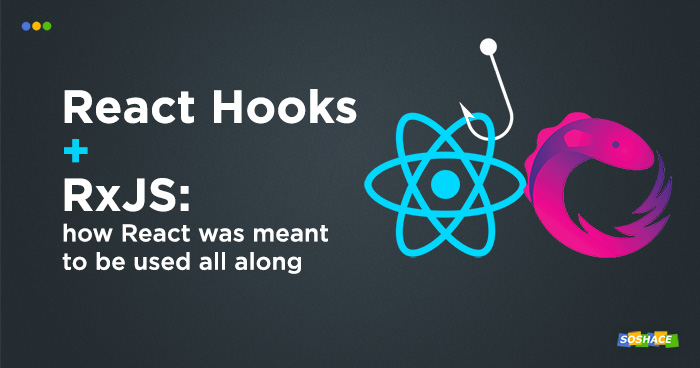 React Hooks
+
RxJS:
how React was meant
to be used all along
SOSHACE